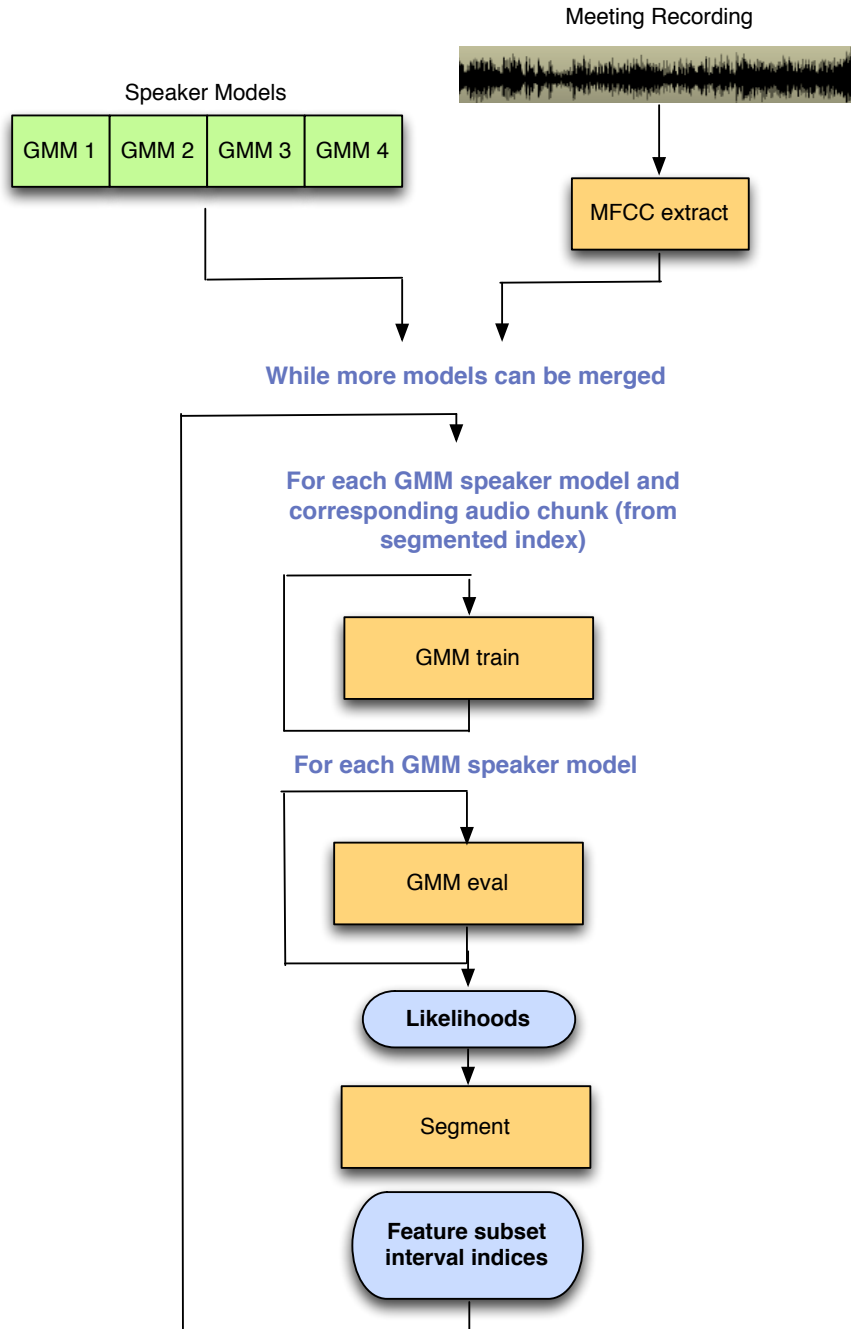 Meeting Recording
Speaker Models
GMM 1 GMM 2 GMM 3 GMM 4
MFCC extract
While more models can be merged
For each GMM speaker model and
corresponding audio chunk (from
segmented index)
GMM train
For each GMM speaker model
GMM eval
Likelihoods
Segment
Feature subset
interval indices